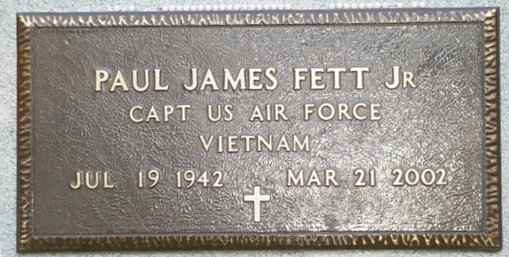 PAUL JAMES FETT JR
CAPT US AIR FORCE
VIETNAM
JUL 19 1942 MAR 21 2002